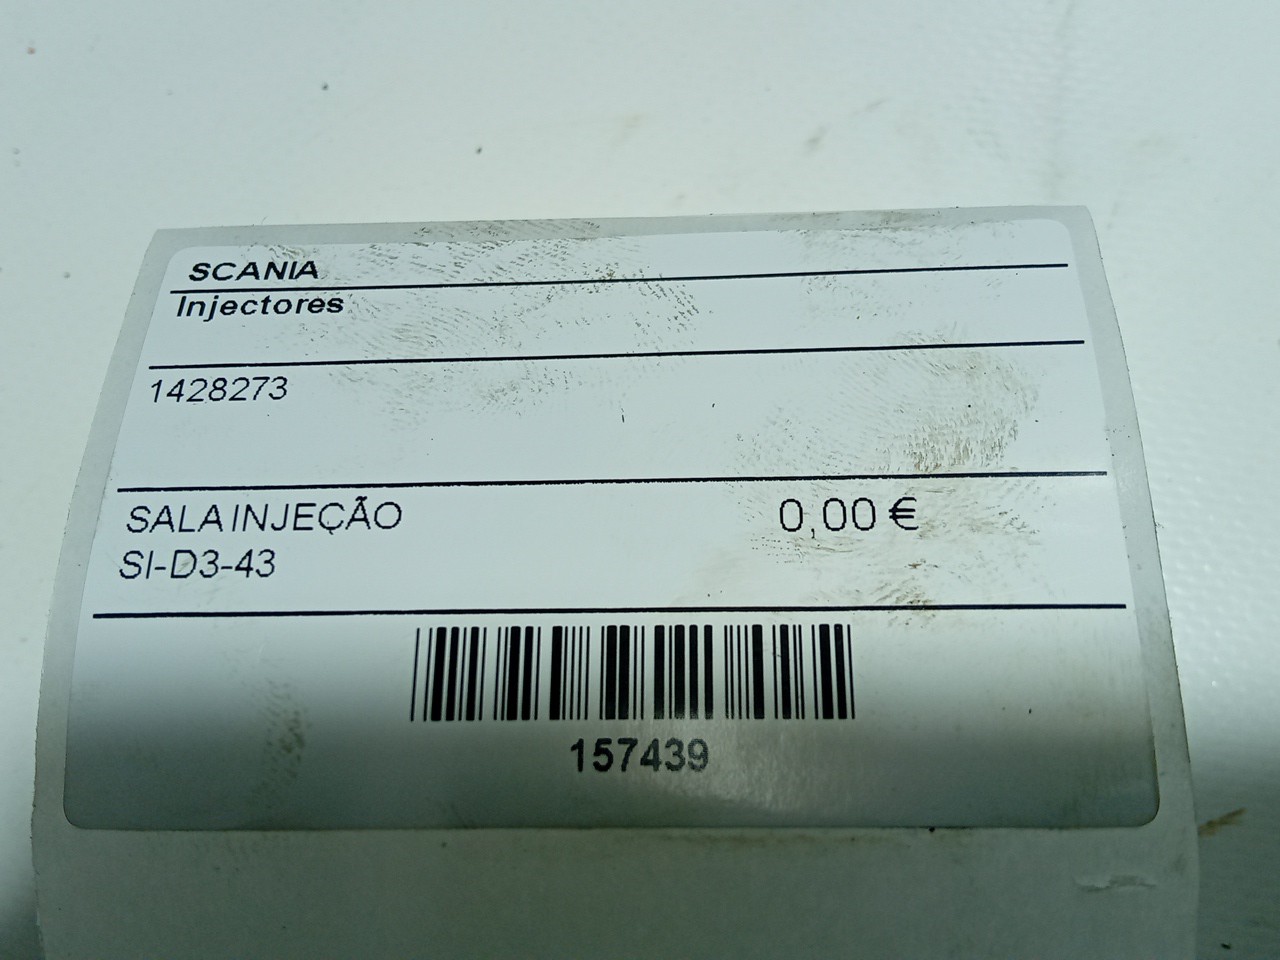 SCANIA
Injectores
1428273
SALA INJEÇÃO 0,00 €
SI-D3-43
157439